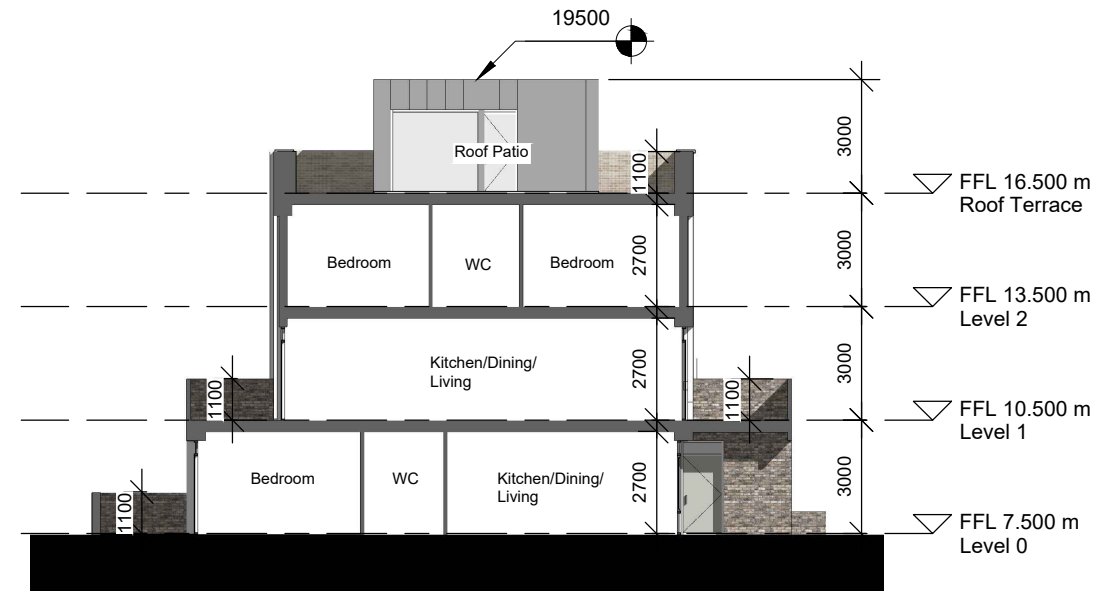 19500
3000
Roof Patio
1100
FFL 16.500 m
Roof Terrace
Bedroom
WC
Bedroom
2700
3000
FFL 13.500 m
Level 2
Kitchen/Dining/
Living
2700
3000
1100
1100
FFL 10.500 m
Level 1
Bedroom
WC
Kitchen/Dining/
Living
2700
3000
1100
FFL 7.500 m
Level 0